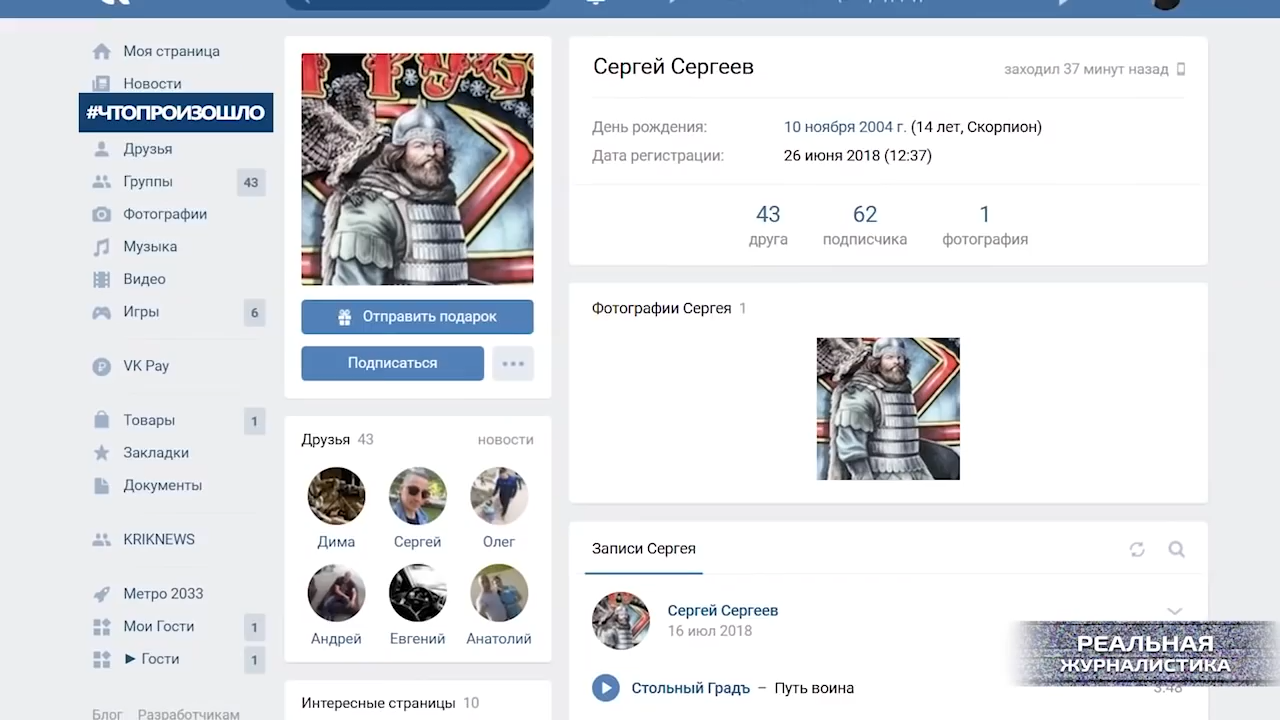 Моя страница
Новости
#ЧТОПРОИЗОШЛО
Друзья
Группы 43
Фотографии
Музыка
Видео
Игры 6
VK Pay
Товары 1
Закладки
Документы
KRIKNEWS
Метро 2033
Мои Гости 1
► Гости 1
Блог Разработчикам
Отправить подарок
Подписаться
Друзья 43 новости
Дима Сергей Олег
Андрей Евгений Анатолий
Интересные страницы 10
Сергей Сергеев заходил 37 минут назад
День рождения: 10 ноября 2004 г. (14 лет, Скорпион)
Дата регистрации: 26 июня 2018 (12:37)
43 62 1
друга подписчика фотография
Фотографии Сергея 1
Записи Сергея
Сергей Сергеев
16 июл 2018
Стольный Градъ – Путь воина 3:48
РЕАЛЬНАЯ
ЖУРНАЛИСТИКА